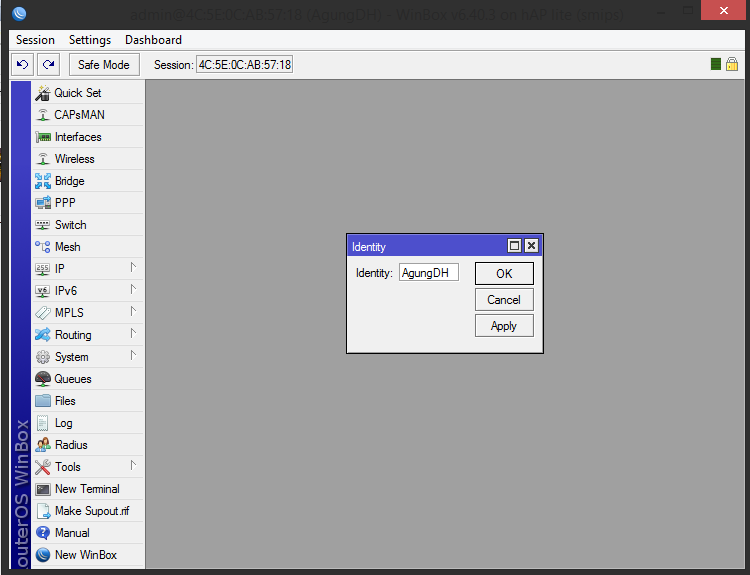 admin@4C:5E:0C:AB:57:18 (AgungDH) - WinBox v6.40.3 on hAP lite (smips)
Session Settings Dashboard
Safe Mode Session: 4C:5E:0C:AB:57:18
Quick Set
CAPsMAN
Interfaces
Wireless
Bridge
PPP
Switch
Mesh
255 IP
v6 IPv6
MPLS
Routing
System
Queues
Files
Log
Radius
Tools
New Terminal
Make Supout.rif
Manual
New WinBox
outerOS WinBox
Identity
Identity: AgungDH
OK
Cancel
Apply